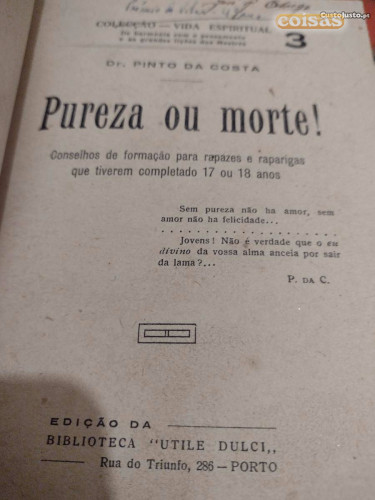 coisas
CustoJusto.pt
COLECÇÃO — VIDA ESPIRITUAL
3
Dr. PINTO DA COSTA
Pureza ou morte!
Conselhos de formação para rapazes e raparigas
que tiverem completado 17 ou 18 anos
Sem pureza não ha amor, sem
amor não ha felicidade...
. . . . . . . . . . . . . . . . . . .
Jovens! Não é verdade que o eu
divino da vossa alma anceia por sair
da lama?...
P. DA C.
EDIÇÃO DA
BIBLIOTECA "UTILE DULCI,,
Rua do Triunfo, 286 — PORTO